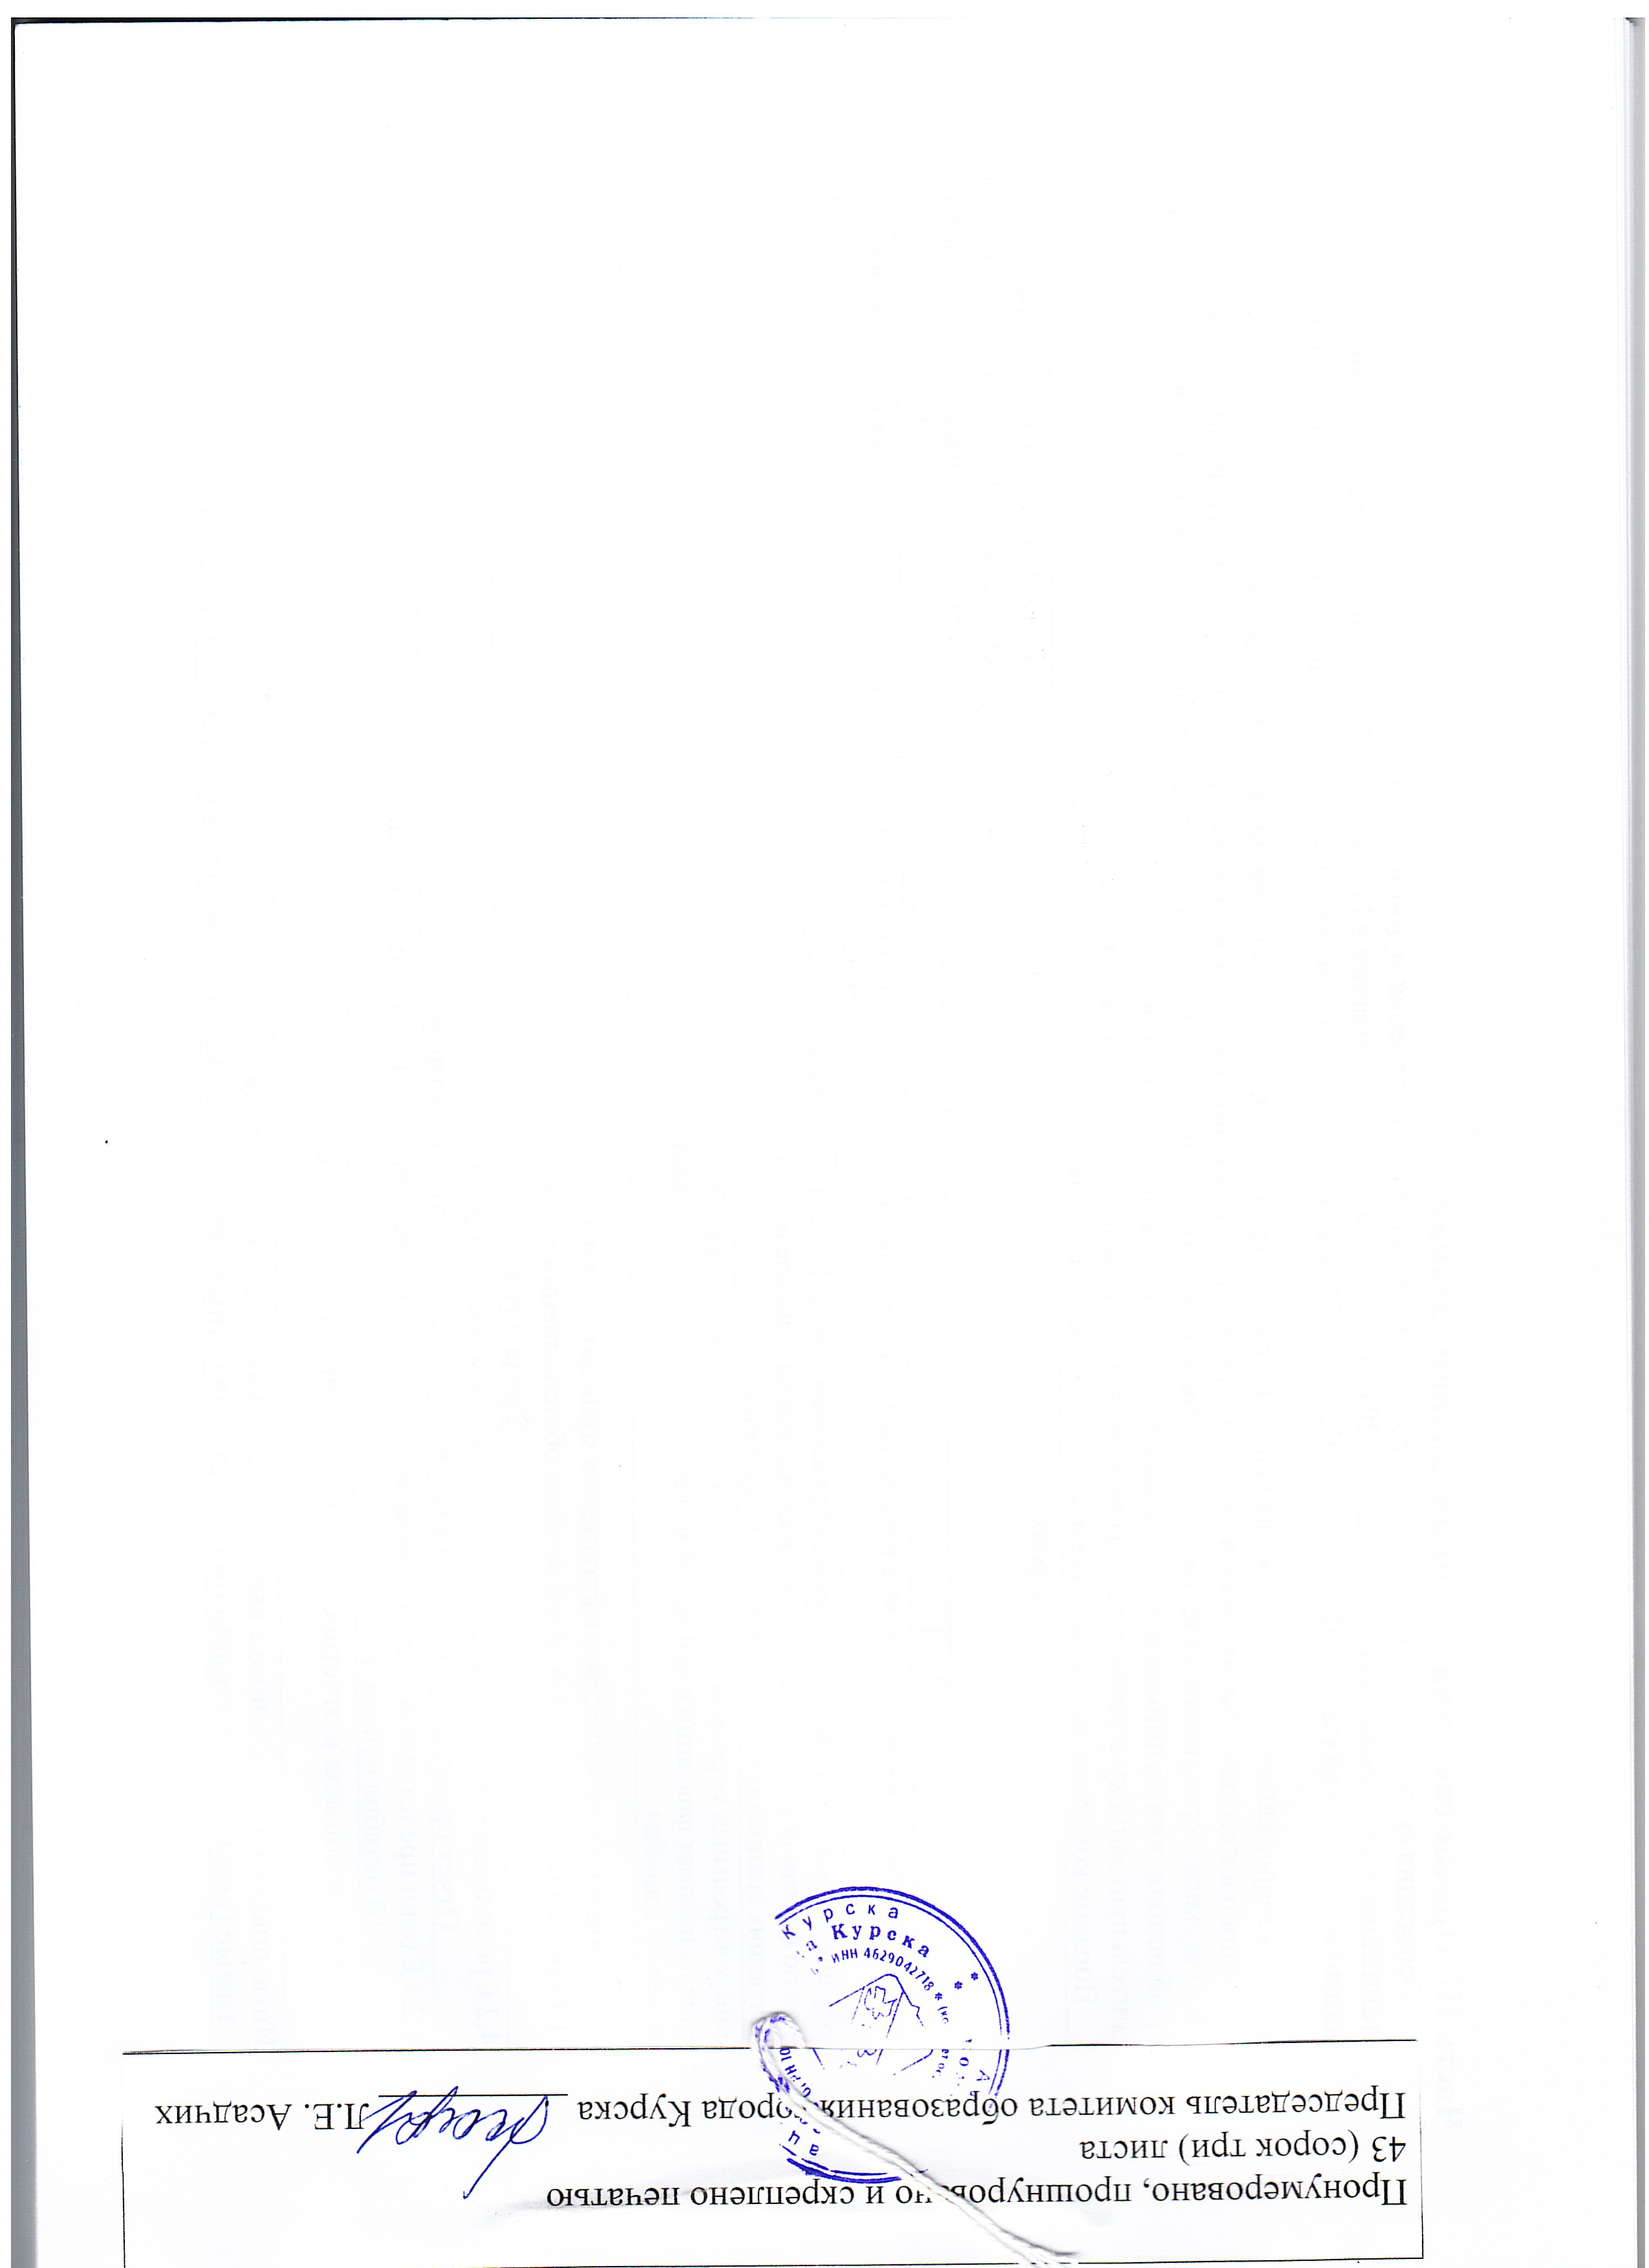 Пронумеровано, прошнуровано и скреплено печатью
43 (сорок три) листа
Председатель комитета образования города Курска Л.Е. Асадчих
Курска
Курска
* ИНН 4629042718 *